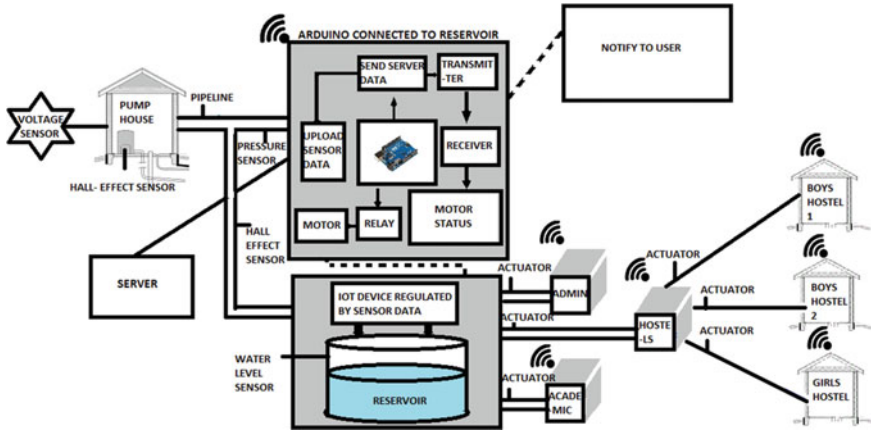 ARDUINO CONNECTED TO RESERVOIR
NOTIFY TO USER
SEND SERVER
DATA
TRANSMIT
-TER
PIPELINE
VOLTAGE
SENSOR
PUMP
HOUSE
PRESSURE
SENSOR
UPLOAD
SENSOR
DATA
RECEIVER
HALL- EFFECT SENSOR
MOTOR
RELAY
MOTOR
STATUS
BOYS
HOSTEL
1
HALL
EFFECT
SENSOR
SERVER
ACTUATOR
ACTUATOR
ADMIN
IOT DEVICE REGULATED
BY SENSOR DATA
ACTUATOR
HOSTE
-LS
ACTUATOR
BOYS
HOSTEL
2
ACTUATOR
WATER
LEVEL
SENSOR
RESERVOIR
ACTUATOR
ACADE
-MIC
GIRLS
HOSTEL